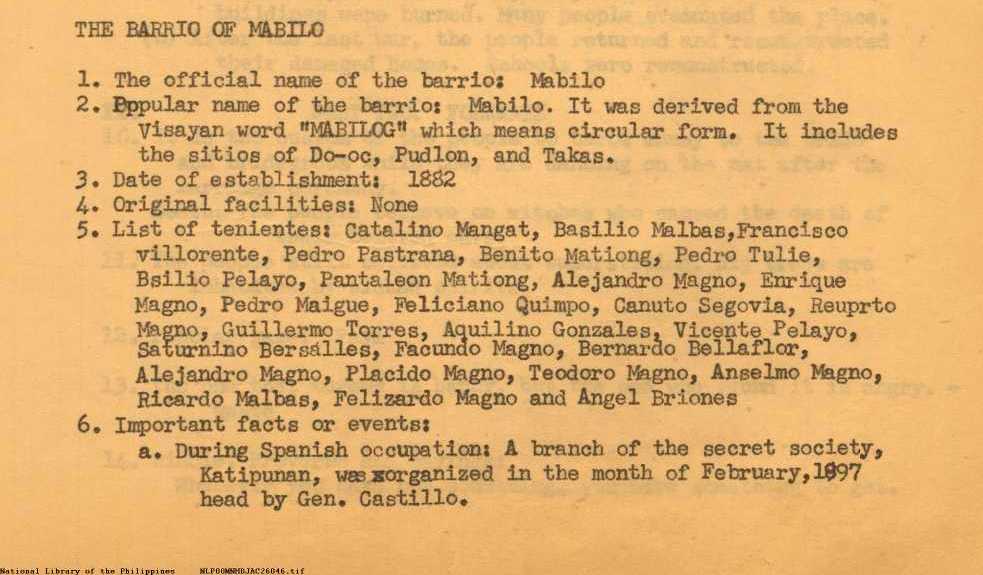 THE BARRIO OF MABILO
1. The official name of the barrio: Mabilo
2. Popular name of the barrio: Mabilo. It was derived from the
Visayan word "MABILOG" which means circular form. It includes
the sitios of Do-oc, Pudlon, and Takas.
3. Date of establishment: 1882
4. Original facilities: None
5. List of tenientes: Catalino Mangat, Basilio Malbas,Francisco
villorente, Pedro Pastrana, Benito Mationg, Pedro Tulie,
Bsilio Pelayo, Pantaleon Mationg, Alejandro Magno, Enrique
Magno, Pedro Maigue, Feliciano Quimpo, Canuto Segovia, Reuprto
Magno, Guillermo Torres, Aquilino Gonzales, Vicente Pelayo,
Saturnino Bersalles, Facundo Magno, Bernardo Bellaflor,
Alejandro Magno, Placido Magno, Teodoro Magno, Anselmo Magno,
Ricardo Malbas, Felizardo Magno and Angel Briones
6. Important facts or events:
a. During Spanish occupation: A branch of the secret society,
Katipunan, was organized in the month of February,1897
head by Gen. Castillo.
National Library of the Philippines NLP00MNMBJAC26046.tif